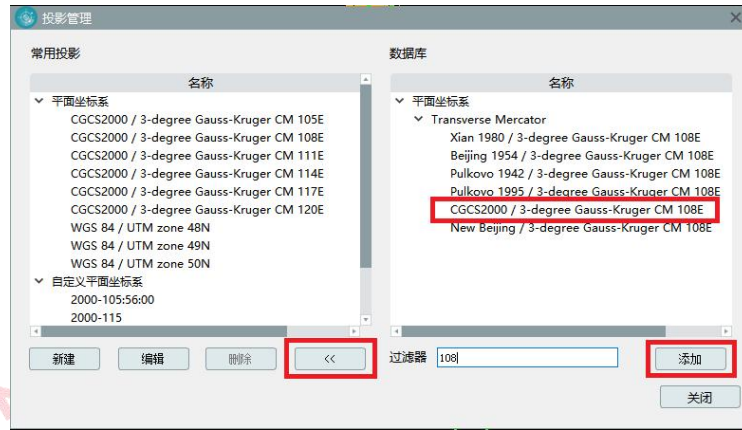 投影管理
常用投影
名称
平面坐标系
CGCS2000 / 3-degree Gauss-Kruger CM 105E
CGCS2000 / 3-degree Gauss-Kruger CM 108E
CGCS2000 / 3-degree Gauss-Kruger CM 111E
CGCS2000 / 3-degree Gauss-Kruger CM 114E
CGCS2000 / 3-degree Gauss-Kruger CM 117E
CGCS2000 / 3-degree Gauss-Kruger CM 120E
WGS 84 / UTM zone 48N
WGS 84 / UTM zone 49N
WGS 84 / UTM zone 50N
自定义平面坐标系
2000-105:56:00
2000-115
新建 编辑 删除 <<
数据库
名称
平面坐标系
Transverse Mercator
Xian 1980 / 3-degree Gauss-Kruger CM 108E
Beijing 1954 / 3-degree Gauss-Kruger CM 108E
Pulkovo 1942 / 3-degree Gauss-Kruger CM 108E
Pulkovo 1995 / 3-degree Gauss-Kruger CM 108E
CGCS2000 / 3-degree Gauss-Kruger CM 108E
New Beijing / 3-degree Gauss-Kruger CM 108E
过滤器 108 添加
关闭